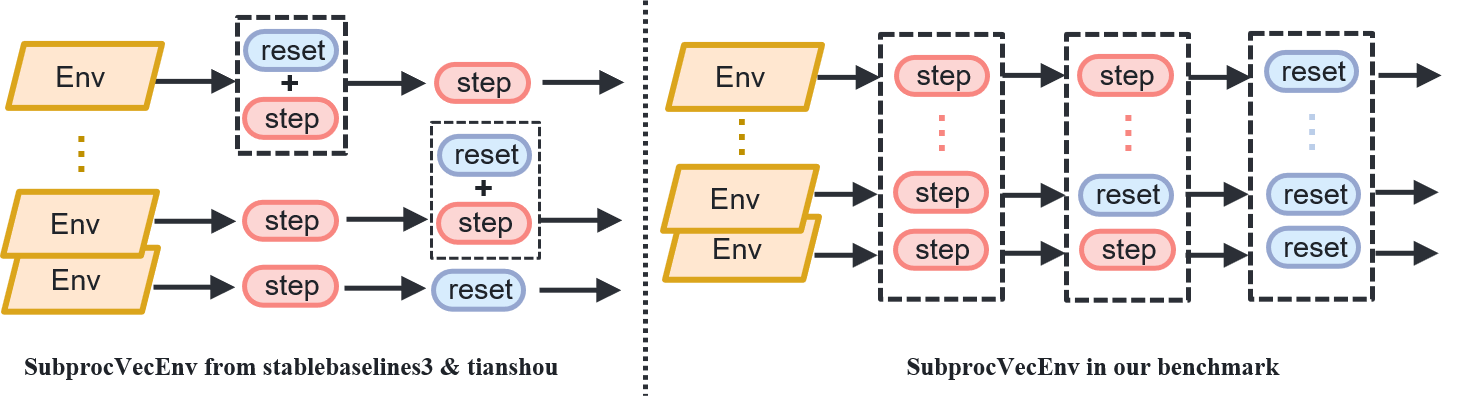 Env
reset
+
step
step
Env
step
reset
+
step
Env
step
reset
SubprocVecEnv from stablebaselines3 & tianshou
Env
step
step
reset
Env
step
reset
reset
Env
step
step
reset
SubprocVecEnv in our benchmark